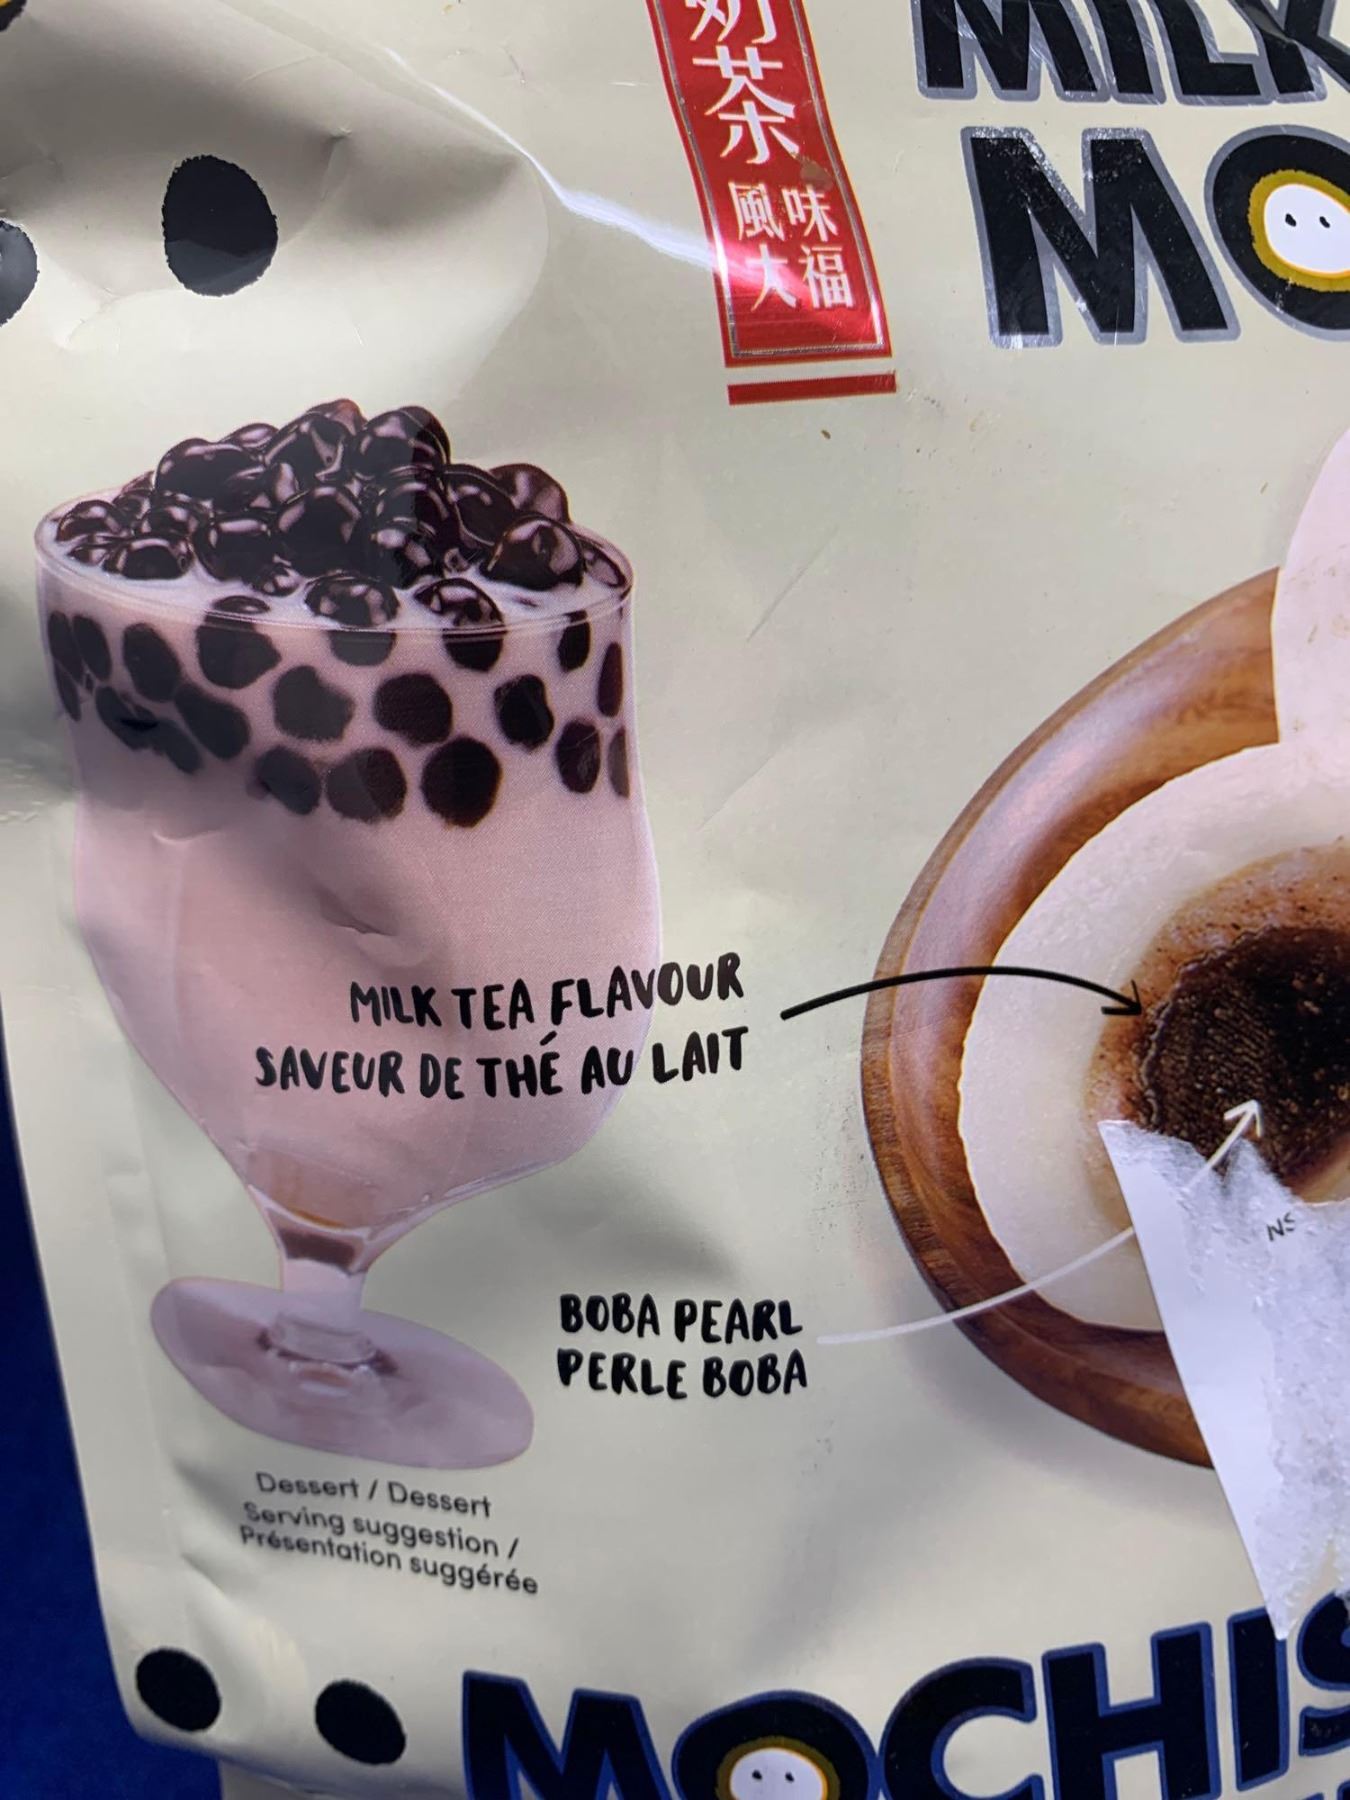 奶茶
風味
大福
MILK
MO
MILK TEA FLAVOUR
SAVEUR DE THÉ AU LAIT
BOBA PEARL
PERLE BOBA
Dessert / Dessert
Serving suggestion /
Présentation suggérée
MOCHIS